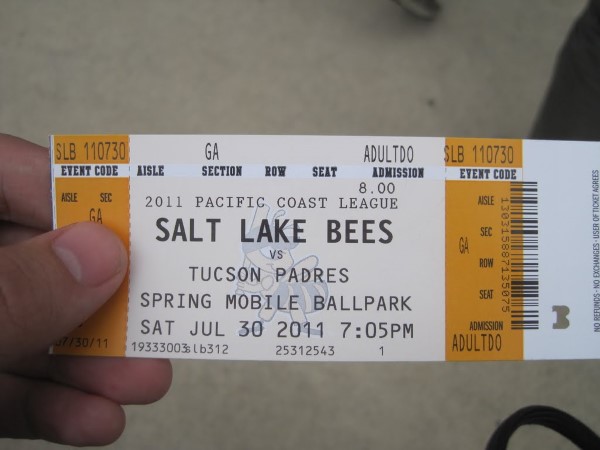 SLB 110730 GA ADULTDO SLB 110730
EVENT CODE AISLE SECTION ROW SEAT ADMISSION EVENT CODE
8.00
AISLE SEC
GA
2011 PACIFIC COAST LEAGUE
SALT LAKE BEES
VS
TUCSON PADRES
SPRING MOBILE BALLPARK
SAT JUL 30 2011 7:05PM
19333003slb312 25312543 1
7/30/11
AISLE
SEC
GA
ROW
SEAT
ADMISSION
ADULTDO
130315887135075
NO REFUNDS - NO EXCHANGES - USER OF TICKET AGREES